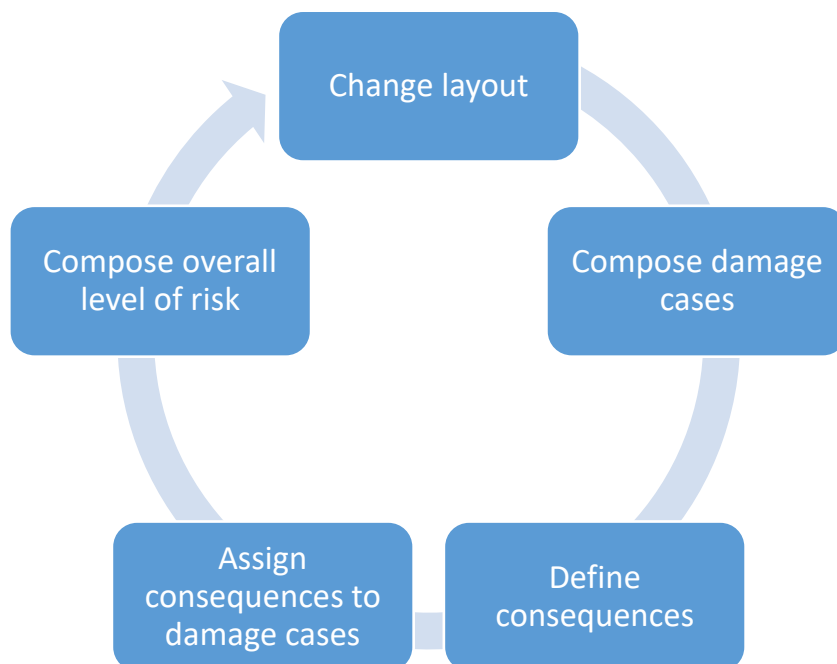 Change layout
Compose damage
cases
Define
consequences
Assign
consequences to
damage cases
Compose overall
level of risk